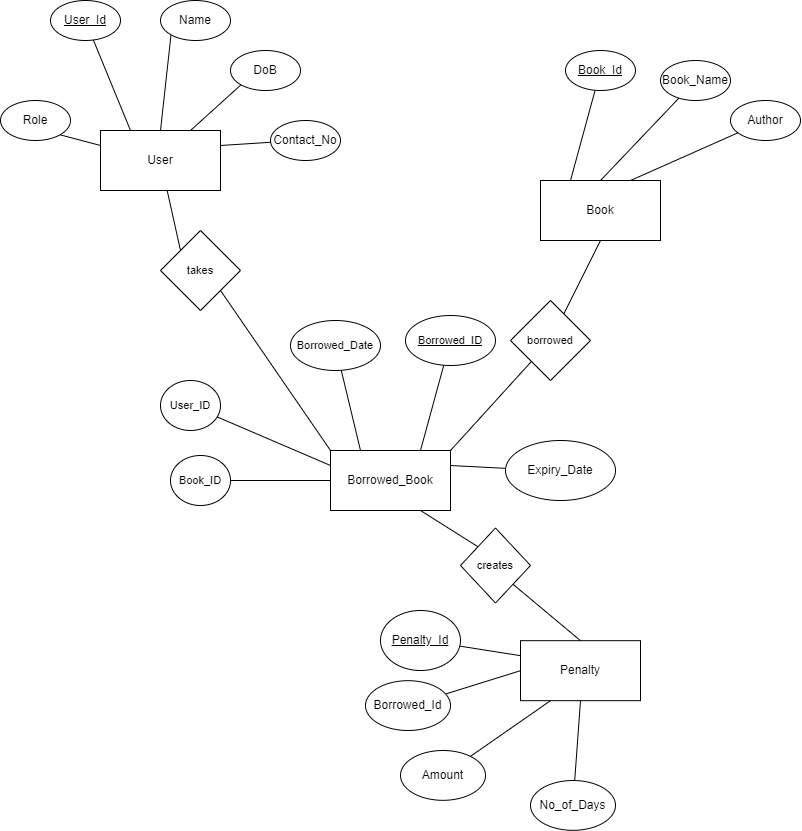 User_Id
Name
DoB
Book_Id
Book_Name
Role
Author
Contact_No
User
Book
takes
Borrowed_Date
Borrowed_ID
borrowed
User_ID
Book_ID
Borrowed_Book
Expiry_Date
creates
Penalty_Id
Penalty
Borrowed_Id
Amount
No_of_Days